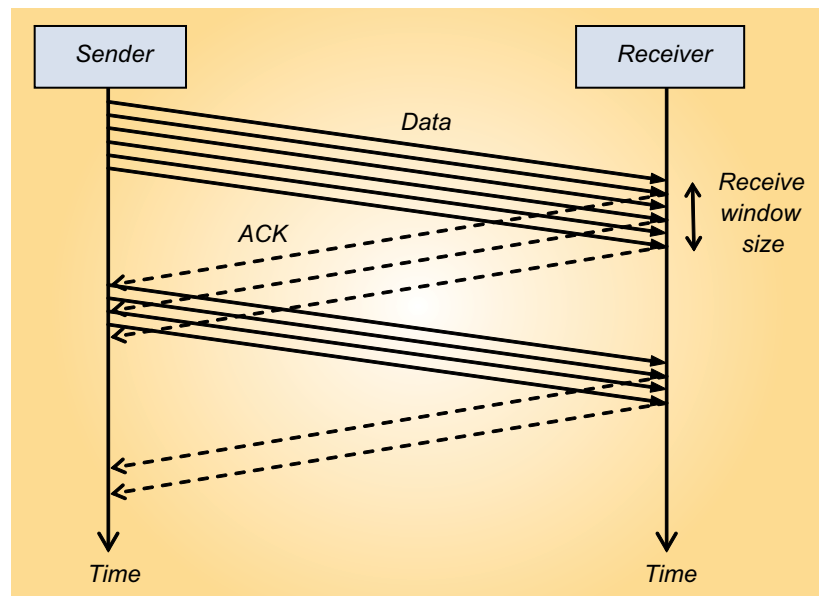 Sender
Receiver
Data
Receive
window
size
ACK
Time
Time